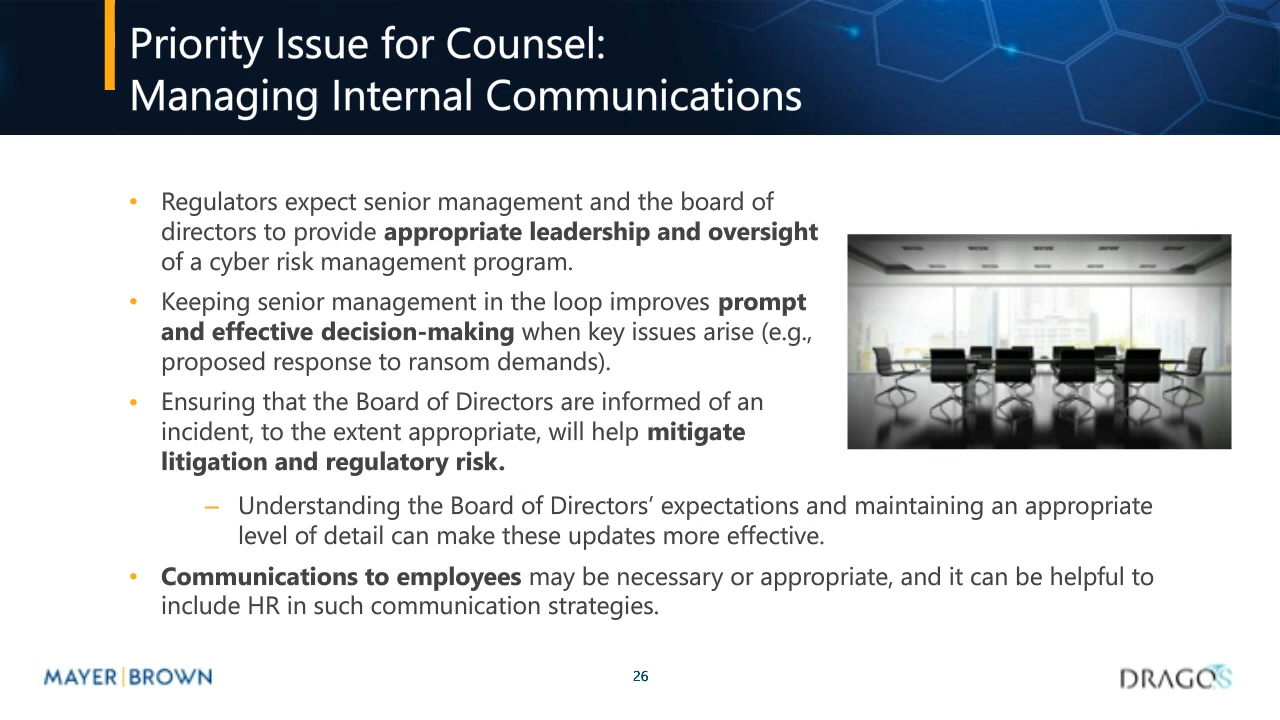 Priority Issue for Counsel:
Managing Internal Communications
• Regulators expect senior management and the board of
directors to provide appropriate leadership and oversight
of a cyber risk management program.
• Keeping senior management in the loop improves prompt
and effective decision-making when key issues arise (e.g.,
proposed response to ransom demands).
• Ensuring that the Board of Directors are informed of an
incident, to the extent appropriate, will help mitigate
litigation and regulatory risk.
– Understanding the Board of Directors’ expectations and maintaining an appropriate
level of detail can make these updates more effective.
• Communications to employees may be necessary or appropriate, and it can be helpful to
include HR in such communication strategies.
MAYER|BROWN
26
DRAGOS